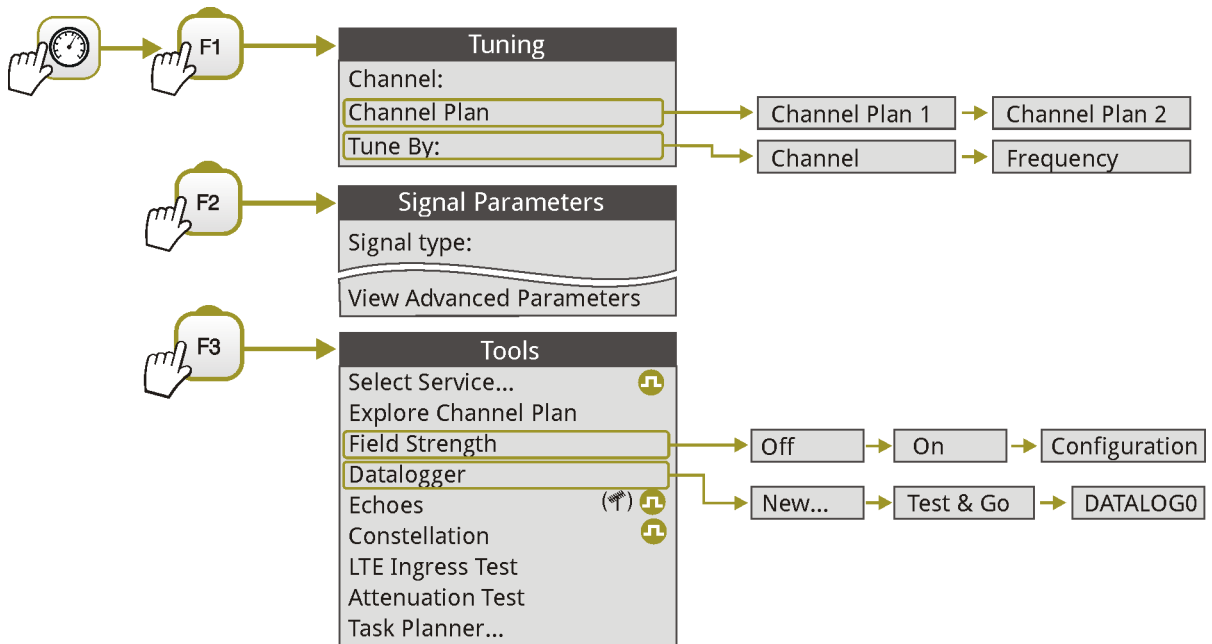 F1
Tuning
Channel:
Channel Plan
Channel Plan 1
Channel Plan 2
Tune By:
Channel
Frequency
F2
Signal Parameters
Signal type:
View Advanced Parameters
F3
Tools
Select Service...
Explore Channel Plan
Field Strength
Off
On
Configuration
Datalogger
New...
Test & Go
DATALOG0
Echoes
Constellation
LTE Ingress Test
Attenuation Test
Task Planner...